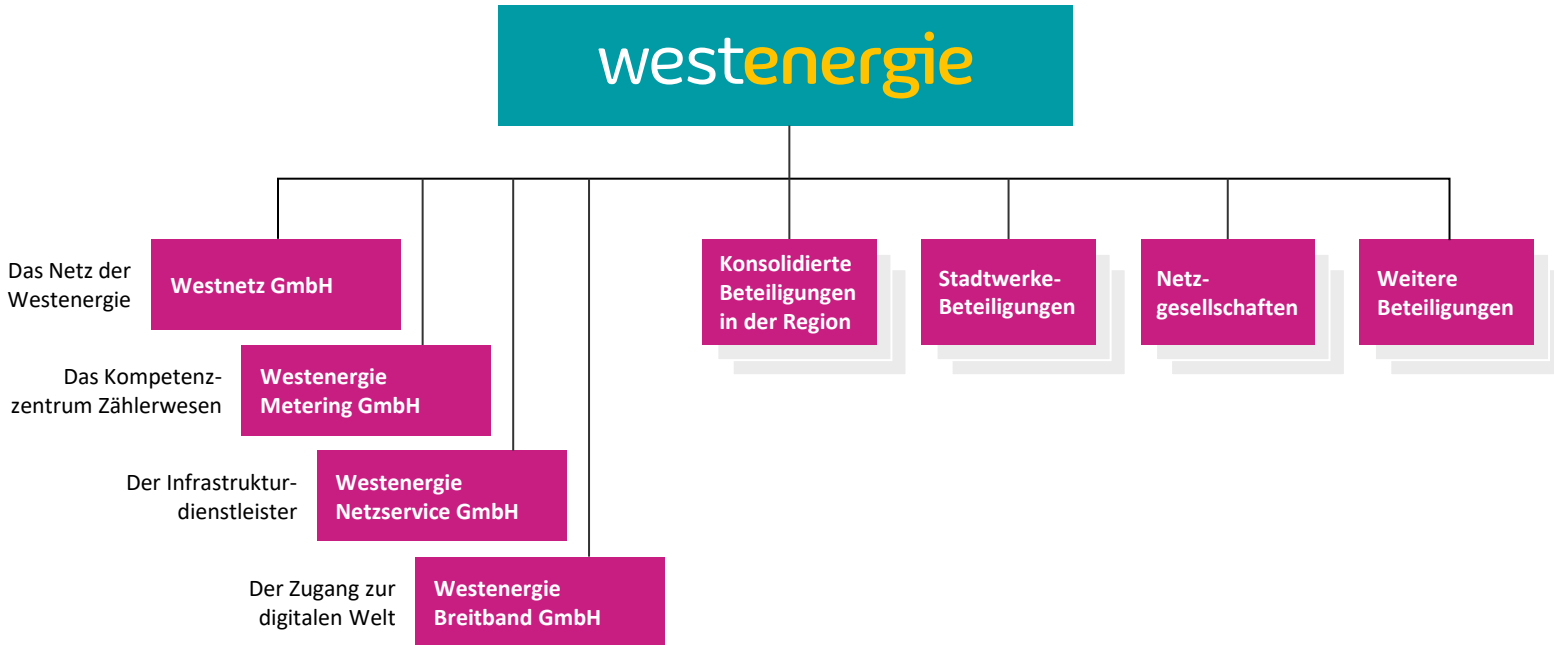 westenergie
Das Netz der
Westenergie
Westnetz GmbH
Das Kompetenz-
zentrum Zählerwesen
Westenergie
Metering GmbH
Der Infrastruktur-
dienstleister
Westenergie
Netzservice GmbH
Der Zugang zur
digitalen Welt
Westenergie
Breitband GmbH
Konsolidierte
Beteiligungen
in der Region
Stadtwerke-
Beteiligungen
Netz-
gesellschaften
Weitere
Beteiligungen